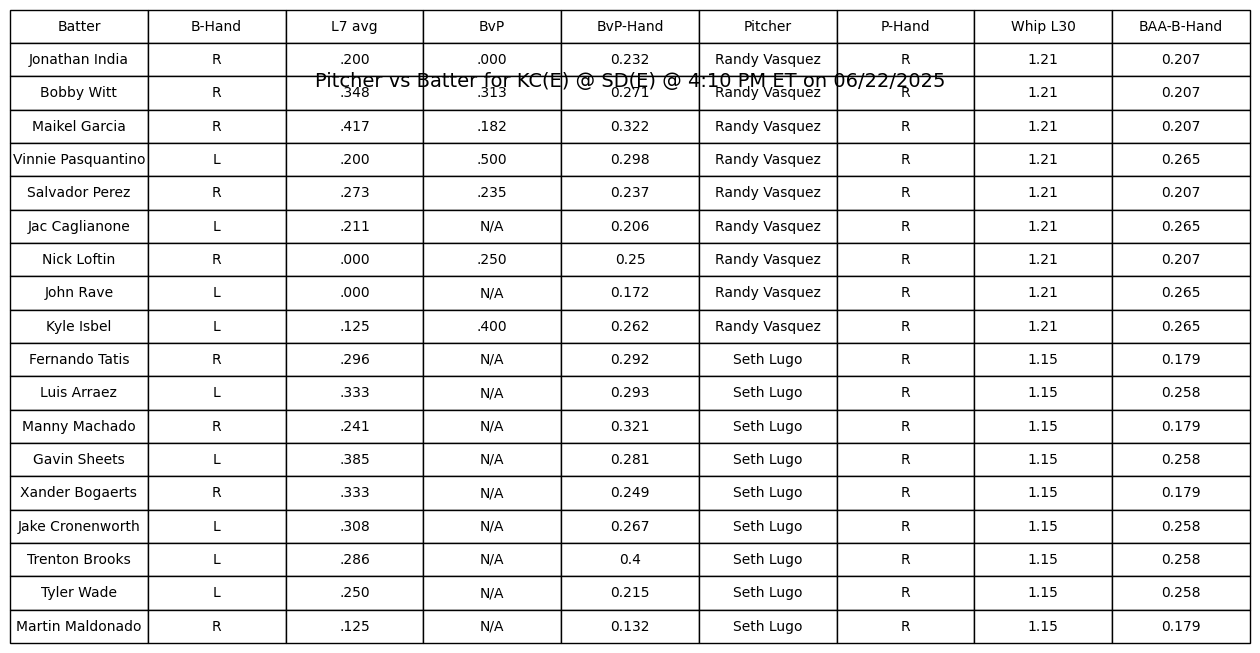 Batter B-Hand L7 avg BvP BvP-Hand Pitcher P-Hand Whip L30 BAA-B-Hand
Jonathan India R .200 .000 0.232 Randy Vasquez R 1.21 0.207
Pitcher vs Batter for KC(E) @ SD(E) @ 4:10 PM ET on 06/22/2025
Bobby Witt R .348 .313 0.271 Randy Vasquez R 1.21 0.207
Maikel Garcia R .417 .182 0.322 Randy Vasquez R 1.21 0.207
Vinnie Pasquantino L .200 .500 0.298 Randy Vasquez R 1.21 0.265
Salvador Perez R .273 .235 0.237 Randy Vasquez R 1.21 0.207
Jac Caglianone L .211 N/A 0.206 Randy Vasquez R 1.21 0.265
Nick Loftin R .000 .250 0.25 Randy Vasquez R 1.21 0.207
John Rave L .000 N/A 0.172 Randy Vasquez R 1.21 0.265
Kyle Isbel L .125 .400 0.262 Randy Vasquez R 1.21 0.265
Fernando Tatis R .296 N/A 0.292 Seth Lugo R 1.15 0.179
Luis Arraez L .333 N/A 0.293 Seth Lugo R 1.15 0.258
Manny Machado R .241 N/A 0.321 Seth Lugo R 1.15 0.179
Gavin Sheets L .385 N/A 0.281 Seth Lugo R 1.15 0.258
Xander Bogaerts R .333 N/A 0.249 Seth Lugo R 1.15 0.179
Jake Cronenworth L .308 N/A 0.267 Seth Lugo R 1.15 0.258
Trenton Brooks L .286 N/A 0.4 Seth Lugo R 1.15 0.258
Tyler Wade L .250 N/A 0.215 Seth Lugo R 1.15 0.258
Martin Maldonado R .125 N/A 0.132 Seth Lugo R 1.15 0.179